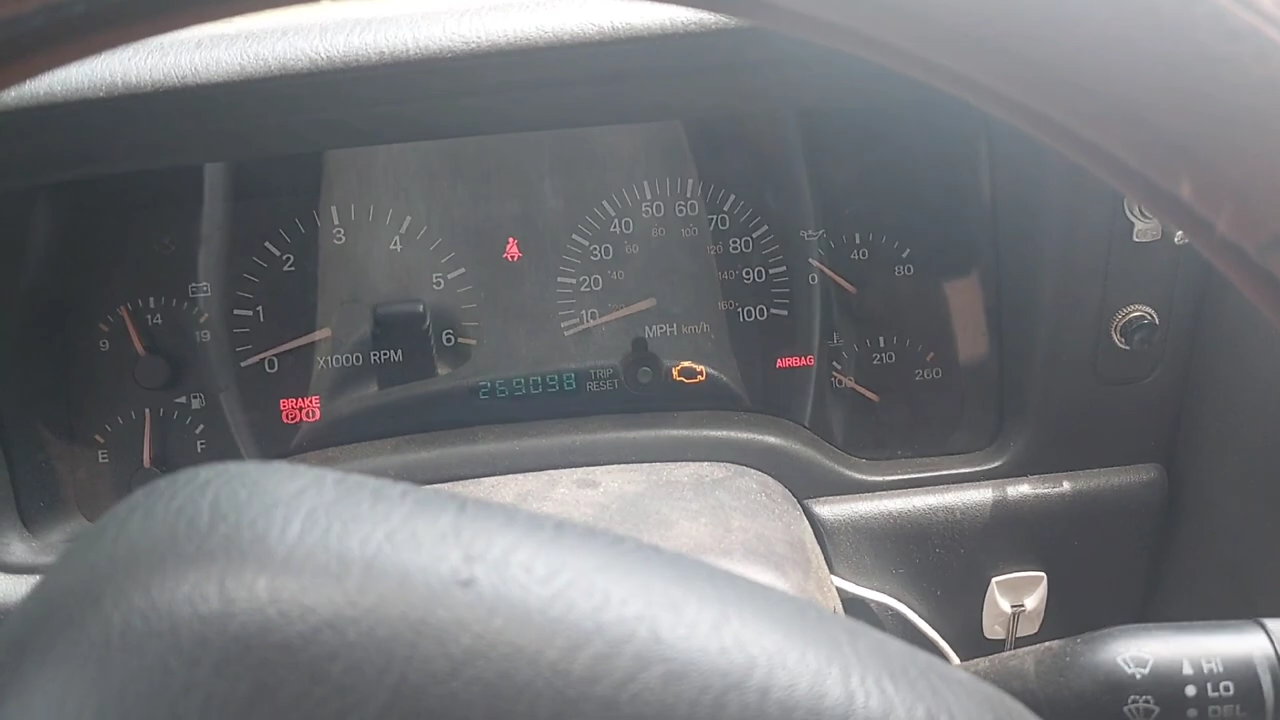 9 14 19
E F
0 1 2 3 4 5 6
X1000 RPM
BRAKE
P
269098
TRIP
RESET
10 20 30 40 50 60 70 80 90 100
40 60 80 100 120 140 160
MPH km/h
AIRBAG
0 40 80
100 210 260
HI
LO
DEL